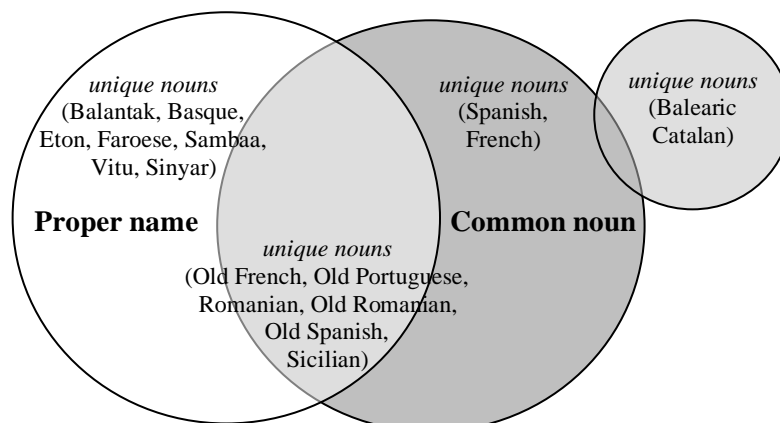 unique nouns
(Balantak, Basque,
Eton, Faroese, Sambaa,
Vitu, Sinyar)
Proper name
unique nouns
(Old French, Old Portuguese,
Romanian, Old Romanian,
Old Spanish,
Sicilian)
unique nouns
(Spanish,
French)
Common noun
unique nouns
(Balearic
Catalan)